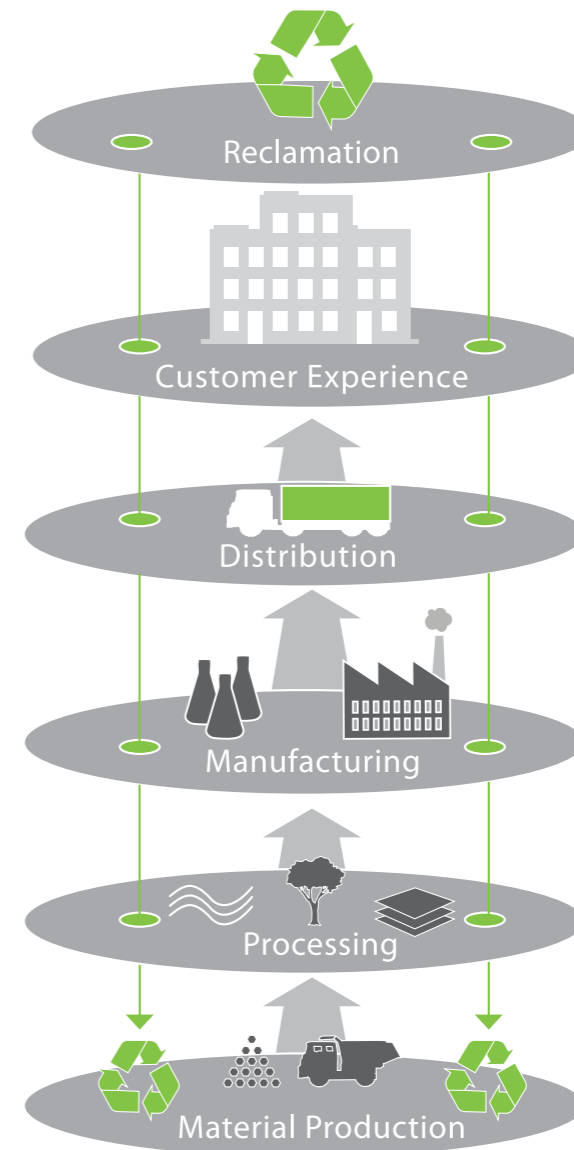 Reclamation
Customer Experience
Distribution
Manufacturing
Processing
Material Production